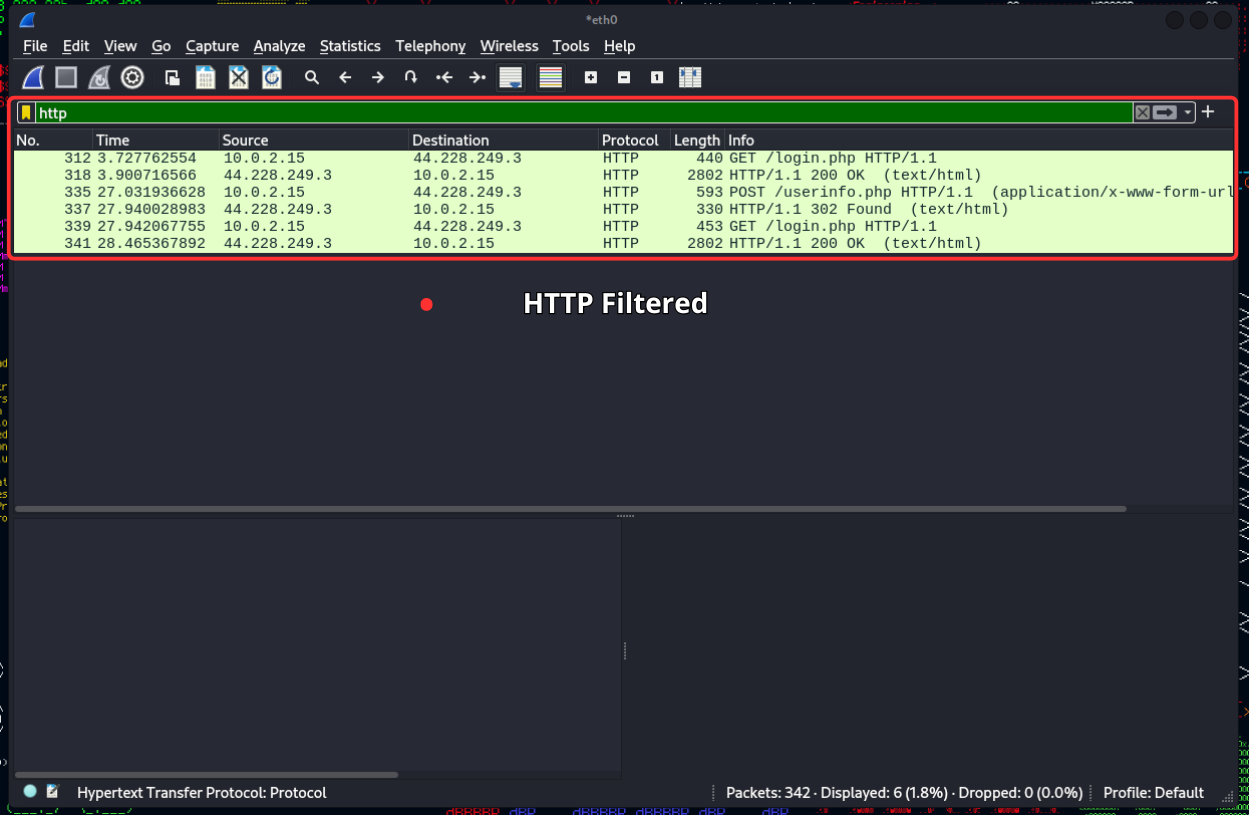 *eth0
File Edit View Go Capture Analyze Statistics Telephony Wireless Tools Help
http
No. Time Source Destination Protocol Length Info
312 3.727762554 10.0.2.15 44.228.249.3 HTTP 440 GET /login.php HTTP/1.1
318 3.900716566 44.228.249.3 10.0.2.15 HTTP 2802 HTTP/1.1 200 OK (text/html)
335 27.031936628 10.0.2.15 44.228.249.3 HTTP 593 POST /userinfo.php HTTP/1.1 (application/x-www-form-url
337 27.940028983 44.228.249.3 10.0.2.15 HTTP 330 HTTP/1.1 302 Found (text/html)
339 27.942067755 10.0.2.15 44.228.249.3 HTTP 453 GET /login.php HTTP/1.1
341 28.465367892 44.228.249.3 10.0.2.15 HTTP 2802 HTTP/1.1 200 OK (text/html)
HTTP Filtered
Hypertext Transfer Protocol: Protocol
Packets: 342 · Displayed: 6 (1.8%) · Dropped: 0 (0.0%)
Profile: Default